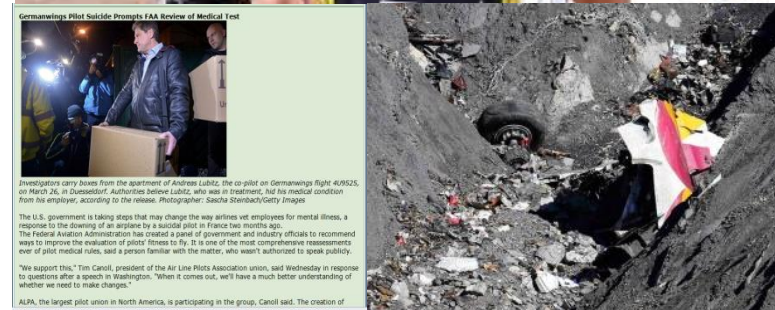 Germanwings Pilot Suicide Prompts FAA Review of Medical Test
Investigators carry boxes from the apartment of Andreas Lubitz, the co-pilot on Germanwings flight 4U9525,
on March 26, in Duesseldorf. Authorities believe Lubitz, who was in treatment, hid his medical condition
from his employer, according to the release. Photographer: Sascha Steinbach/Getty Images
The U.S. government is taking steps that may change the way airlines vet employees for mental illness, a
response to the downing of an airplane by a suicidal pilot in France two months ago.
The Federal Aviation Administration has created a panel of government and industry officials to recommend
ways to improve the evaluation of pilots' fitness to fly. It is one of the most comprehensive reassessments
ever of pilot medical rules, said a person familiar with the matter, who wasn't authorized to speak publicly.
"We support this," Tim Canoll, president of the Air Line Pilots Association union, said Wednesday in response
to questions after a speech in Washington. "When it comes out, we'll have a much better understanding of
whether we need to make changes."
ALPA, the largest pilot union in North America, is participating in the group, Canoll said. The creation of